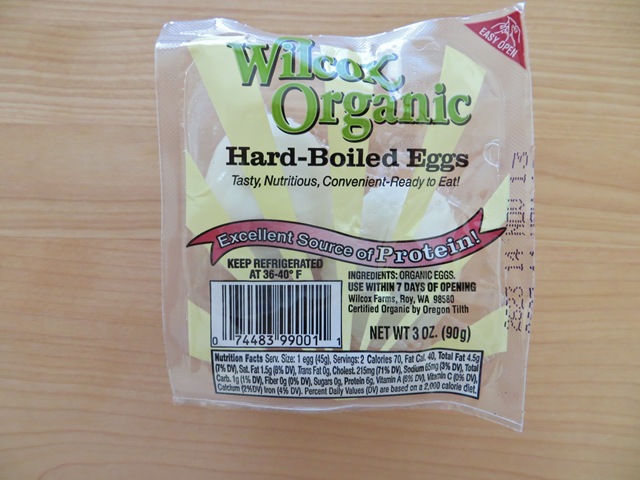 Wilcox
Organic
EASY OPEN
Hard-Boiled Eggs
Tasty, Nutritious, Convenient-Ready to Eat!
Excellent Source of Protein!
KEEP REFRIGERATED
AT 36-40° F
INGREDIENTS: ORGANIC EGGS.
USE WITHIN 7 DAYS OF OPENING
Wilcox Farms, Roy, WA 98580
Certified Organic by Oregon Tilth
NET WT 3 OZ. (90g)
0 74483 99001 1
Nutrition Facts Serv. Size: 1 egg (45g), Servings: 2 Calories 70, Fat Cal. 40, Total Fat 4.5g
(7% DV), Sat. Fat 1.5g (8% DV), Trans Fat 0g, Cholest. 215mg (71% DV), Sodium 65mg (3% DV), Total
Carb. 1g (1% DV), Fiber 0g (0% DV), Sugars 0g, Protein 6g, Vitamin A (6% DV), Vitamin C (0% DV),
Calcium (2%DV) Iron (4% DV). Percent Daily Values (DV) are based on a 2,000 calorie diet.